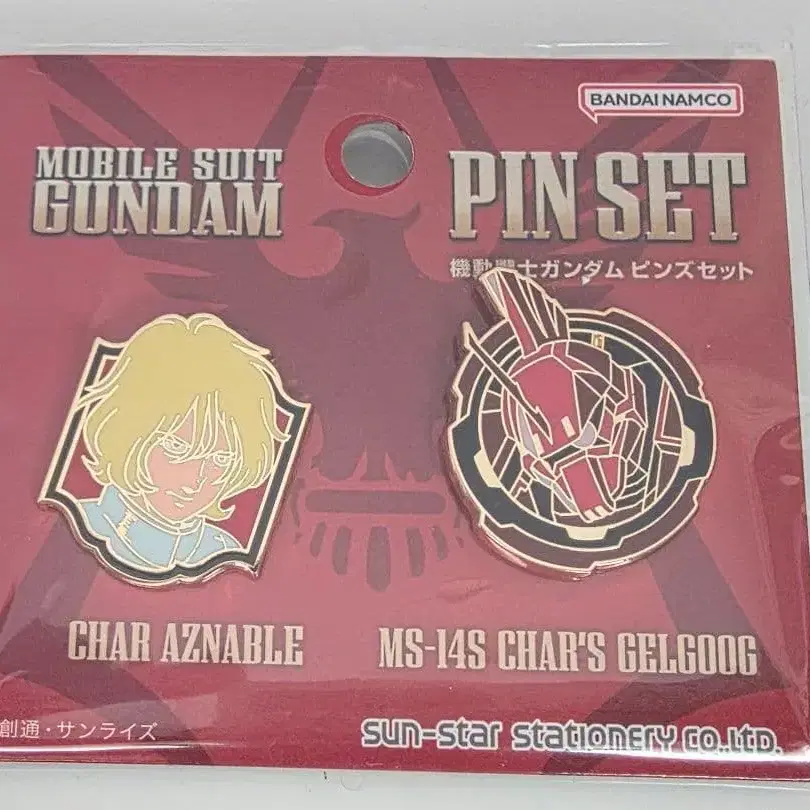 BANDAI NAMCO
MOBILE SUIT
GUNDAM
PIN SET
機動戦士ガンダム ピンズセット
CHAR AZNABLE
MS-14S CHAR'S GELGOOG
創通・サンライズ
sun-star stationery co.,ltd.